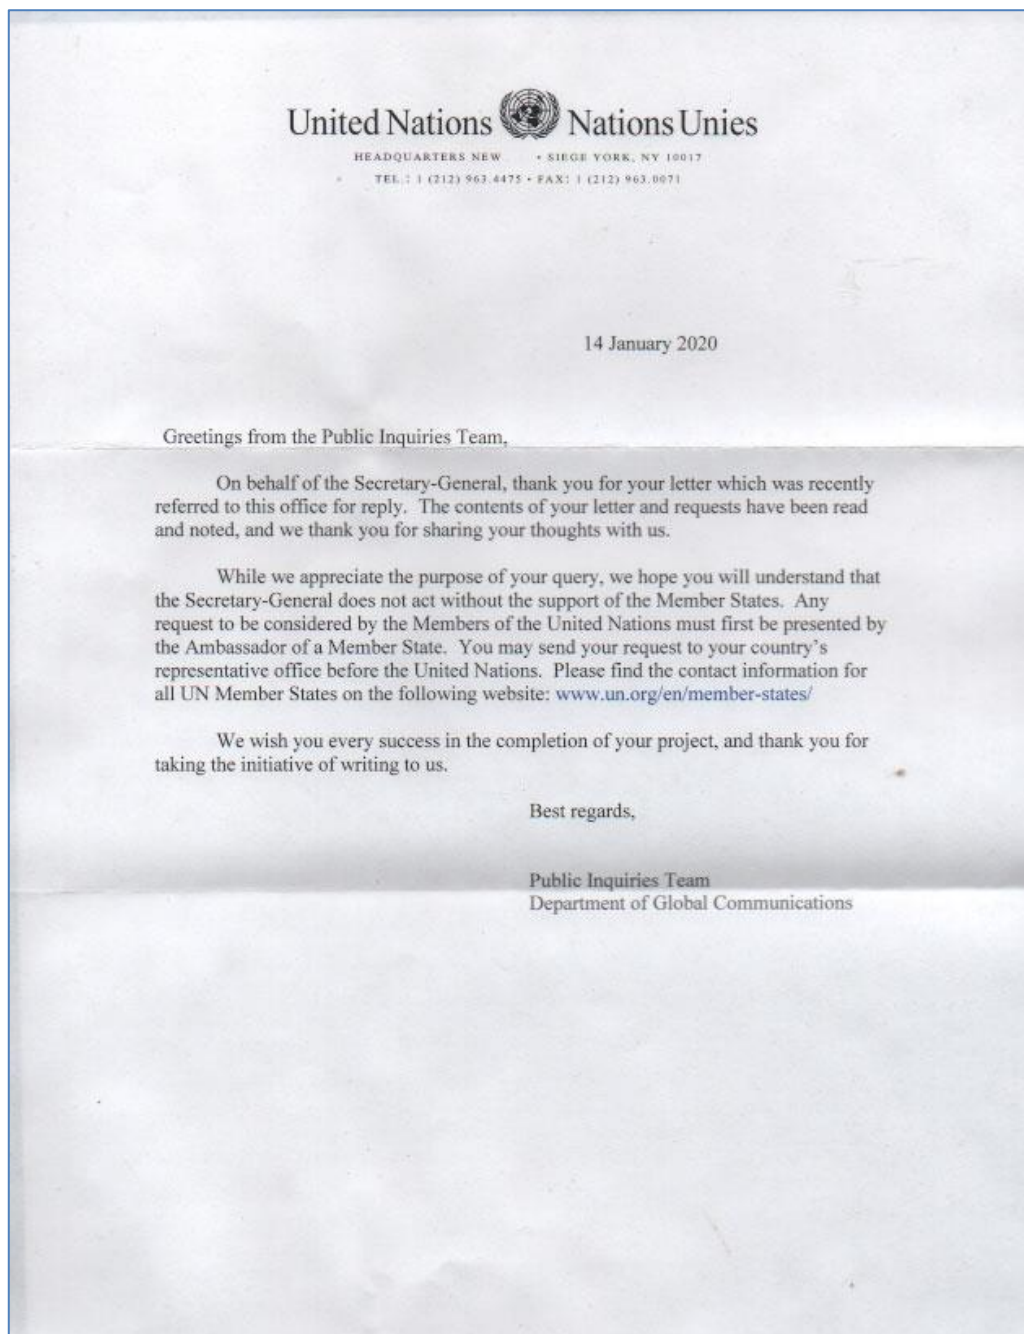 United Nations Nations Unies
HEADQUARTERS NEW • SIEGE YORK, NY 10017
TEL.: 1 (212) 963.4475 • FAX: 1 (212) 963.0071
14 January 2020
Greetings from the Public Inquiries Team,
On behalf of the Secretary-General, thank you for your letter which was recently
referred to this office for reply. The contents of your letter and requests have been read
and noted, and we thank you for sharing your thoughts with us.
While we appreciate the purpose of your query, we hope you will understand that
the Secretary-General does not act without the support of the Member States. Any
request to be considered by the Members of the United Nations must first be presented by
the Ambassador of a Member State. You may send your request to your country's
representative office before the United Nations. Please find the contact information for
all UN Member States on the following website: www.un.org/en/member-states/
We wish you every success in the completion of your project, and thank you for
taking the initiative of writing to us.
Best regards,
Public Inquiries Team
Department of Global Communications